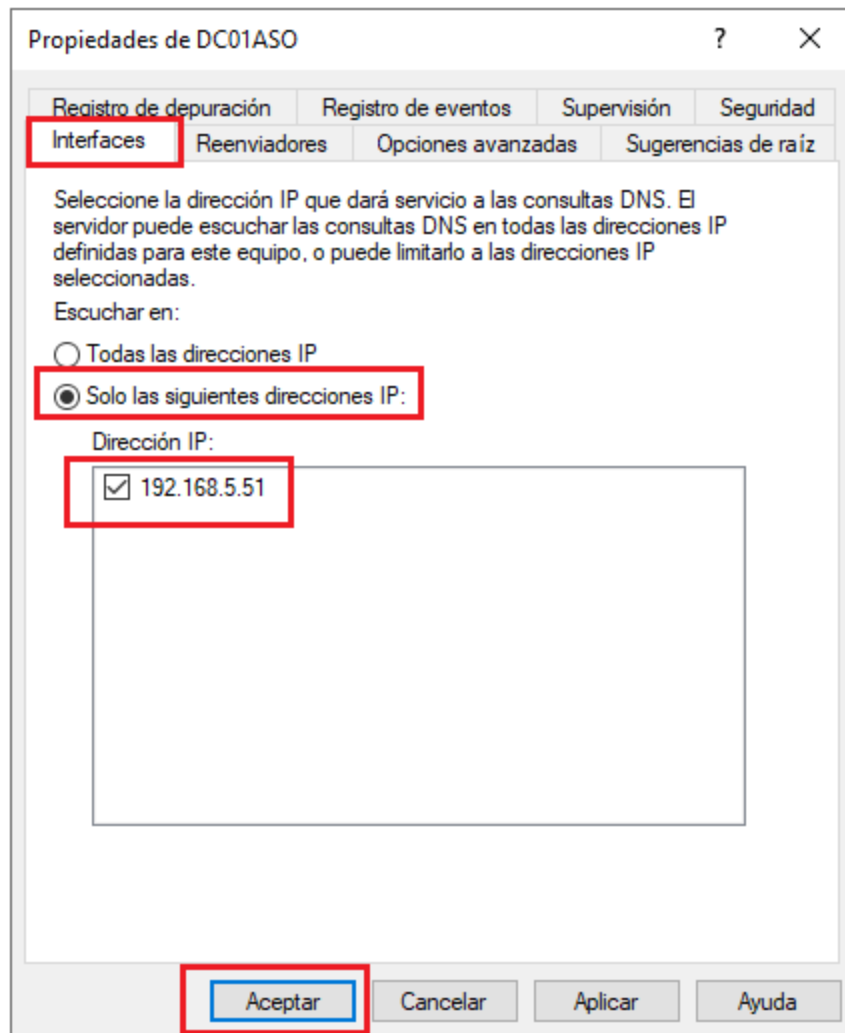 Propiedades de DC01ASO
?
Registro de depuración
Registro de eventos
Supervisión
Seguridad
Interfaces
Reenviadores
Opciones avanzadas
Sugerencias de raíz
Seleccione la dirección IP que dará servicio a las consultas DNS. El
servidor puede escuchar las consultas DNS en todas las direcciones IP
definidas para este equipo, o puede limitarlo a las direcciones IP
seleccionadas.
Escuchar en:
Todas las direcciones IP
Solo las siguientes direcciones IP:
Dirección IP:
192.168.5.51
Aceptar
Cancelar
Aplicar
Ayuda